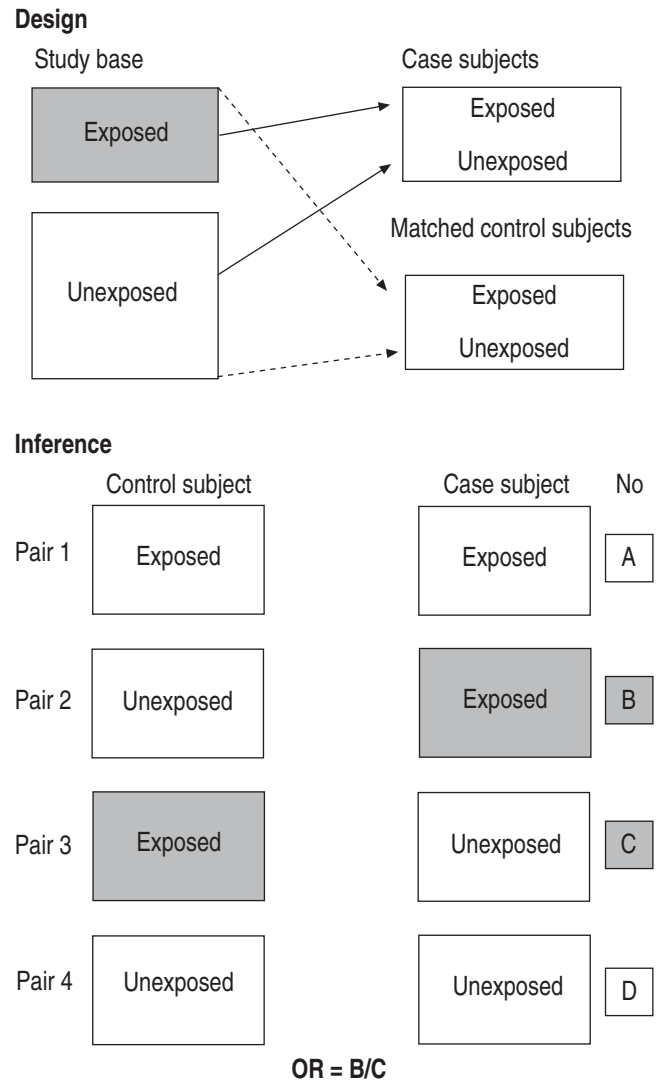 Design
Study base
Case subjects
Exposed
Exposed
Unexposed
Matched control subjects
Unexposed
Exposed
Unexposed
Inference
Control subject Case subject No
Pair 1 Exposed Exposed A
Pair 2 Unexposed Exposed B
Pair 3 Exposed Unexposed C
Pair 4 Unexposed Unexposed D
OR = B/C